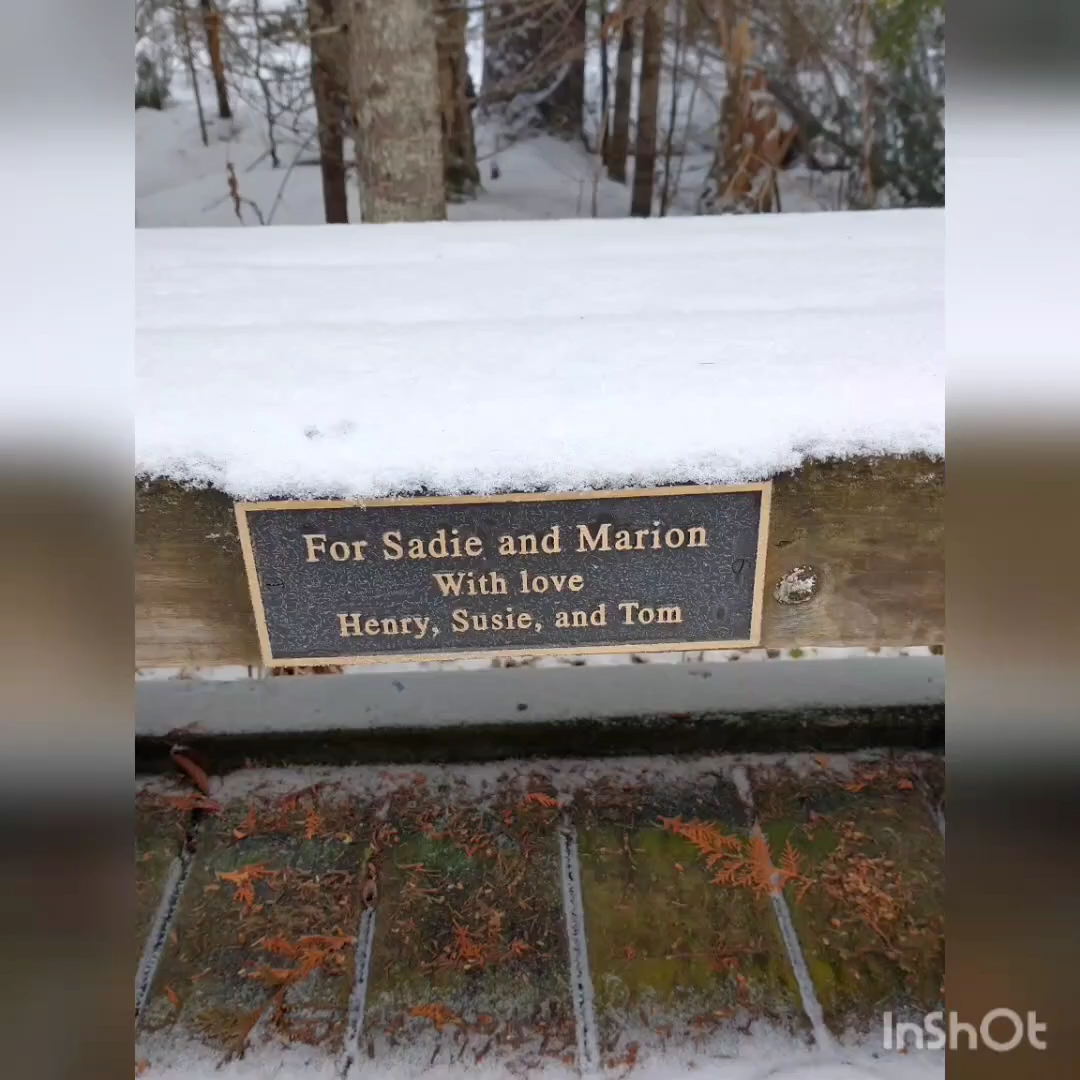 For Sadie and Marion
With love
Henry, Susie, and Tom
InShOt